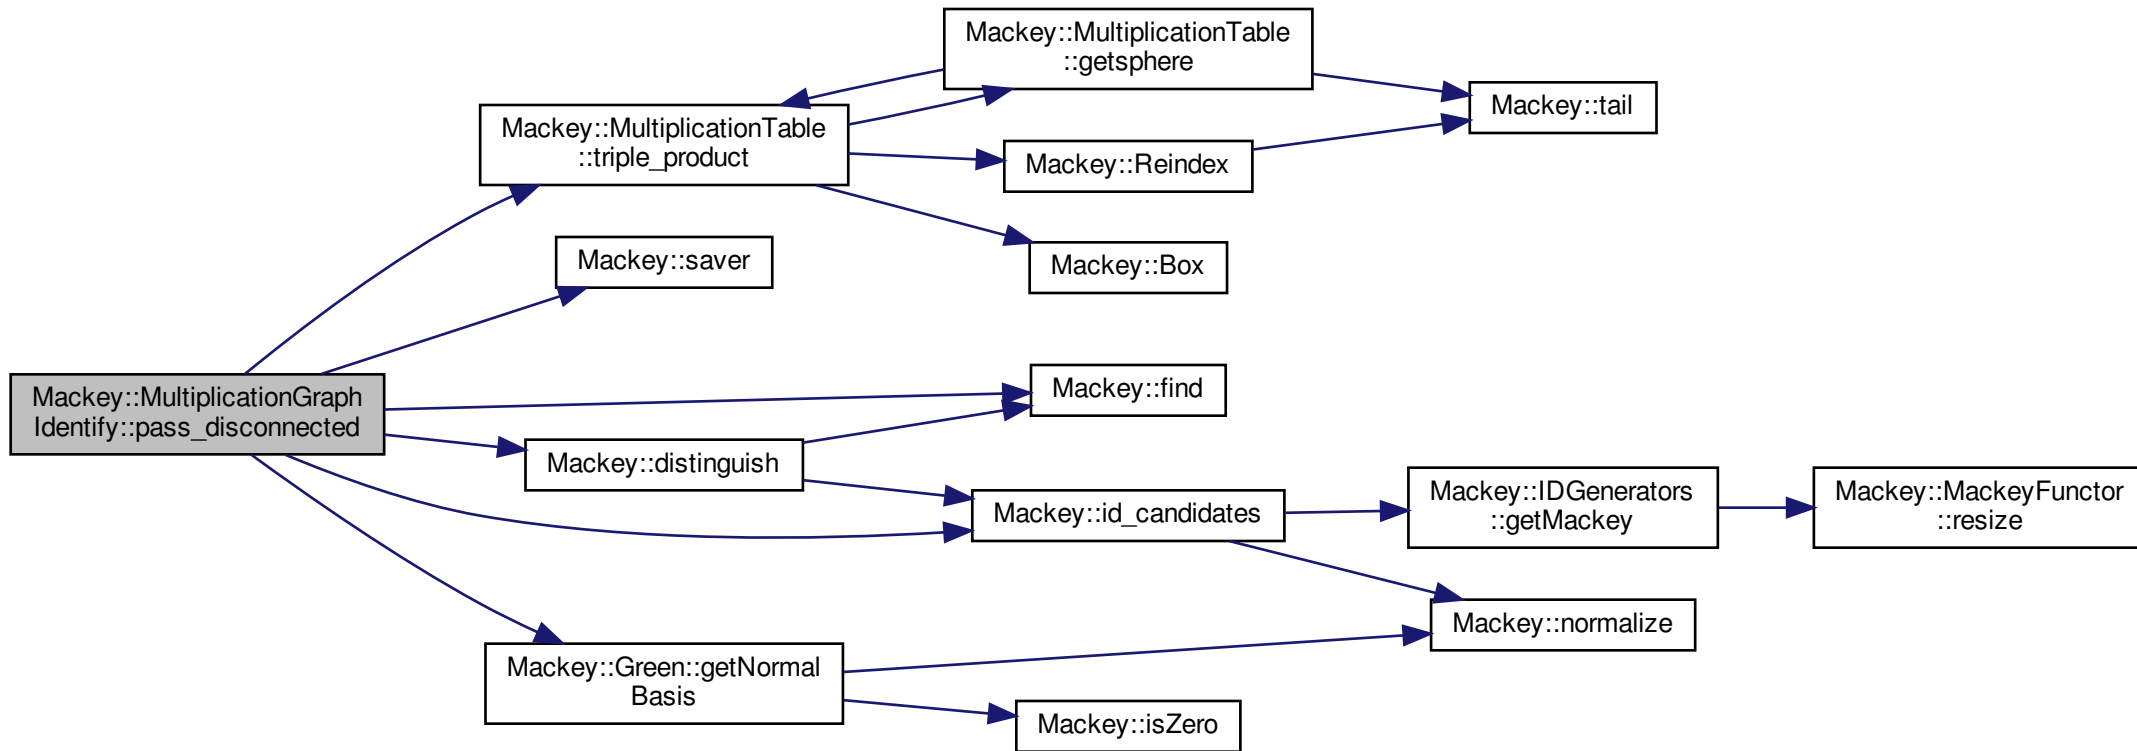 Mackey::MultiplicationGraph
Identify::pass_disconnected
Mackey::MultiplicationTable
::triple_product
Mackey::saver
Mackey::distinguish
Mackey::Green::getNormal
Basis
Mackey::MultiplicationTable
::getsphere
Mackey::Reindex
Mackey::Box
Mackey::find
Mackey::id_candidates
Mackey::isZero
Mackey::tail
Mackey::IDGenerators
::getMackey
Mackey::normalize
Mackey::MackeyFunctor
::resize